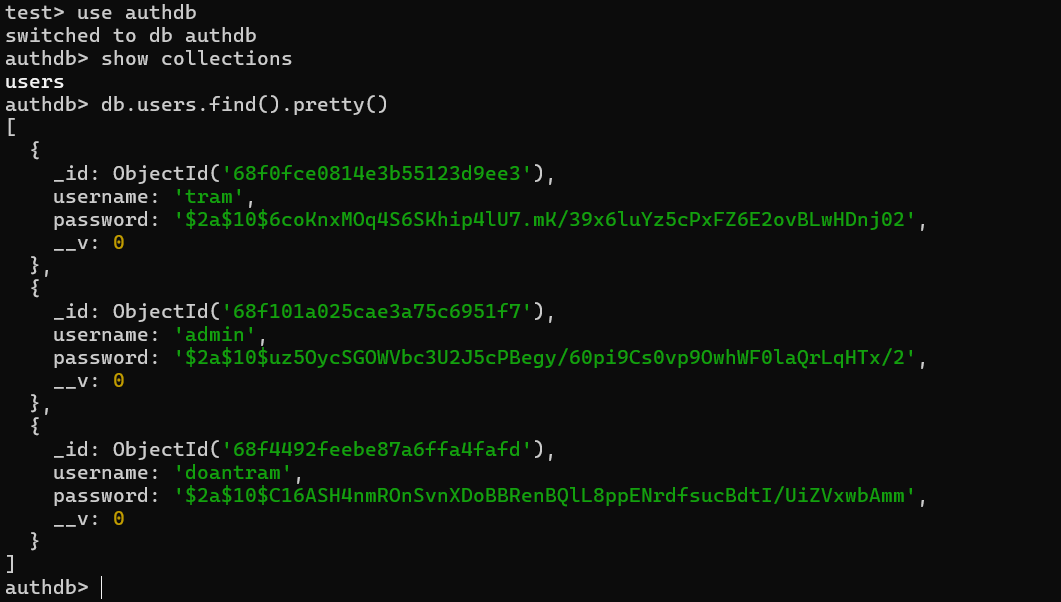 test> use authdb
switched to db authdb
authdb> show collections
users
authdb> db.users.find().pretty()
[
  {
    _id: ObjectId('68f0fce0814e3b55123d9ee3'),
    username: 'tram',
    password: '$2a$10$6coKnxMOq4S6SKhip4lU7.mK/39x6luYz5cPxFZ6E2ovBLwHDnj02',
    __v: 0
  },
  {
    _id: ObjectId('68f101a025cae3a75c6951f7'),
    username: 'admin',
    password: '$2a$10$uz5OycSGOWVbc3U2J5cPBegy/60pi9Cs0vp9OwhWF0laQrLqHTx/2',
    __v: 0
  },
  {
    _id: ObjectId('68f4492feebe87a6ffa4fafd'),
    username: 'doantram',
    password: '$2a$10$C16ASH4nmROnSvnXDoBBRenBQlL8ppENrdfsucBdtI/UiZVxwbAmm',
    __v: 0
  }
]
authdb>